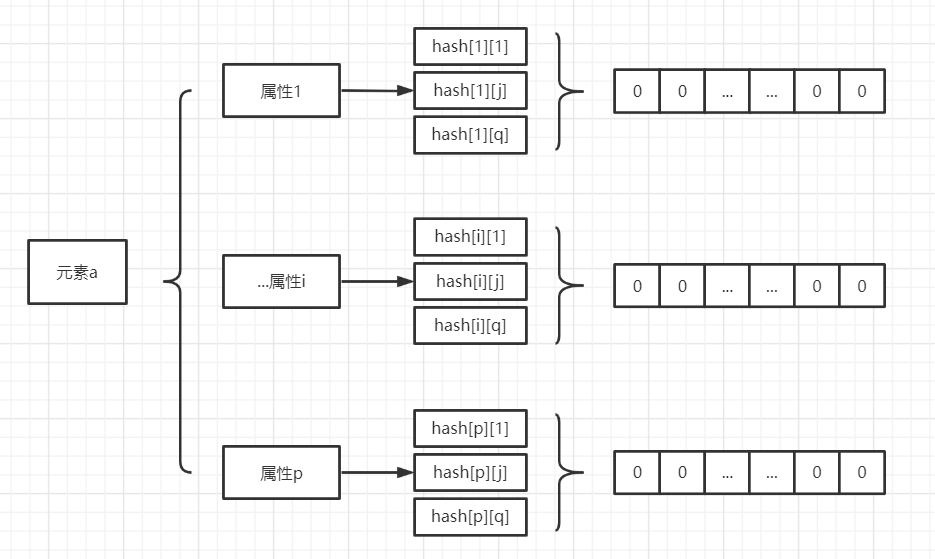 元素a
属性1
hash[1][1]
hash[1][j]
hash[1][q]
0 0 ... ... 0 0
...属性i
hash[i][1]
hash[i][j]
hash[i][q]
0 0 ... ... 0 0
属性p
hash[p][1]
hash[p][j]
hash[p][q]
0 0 ... ... 0 0